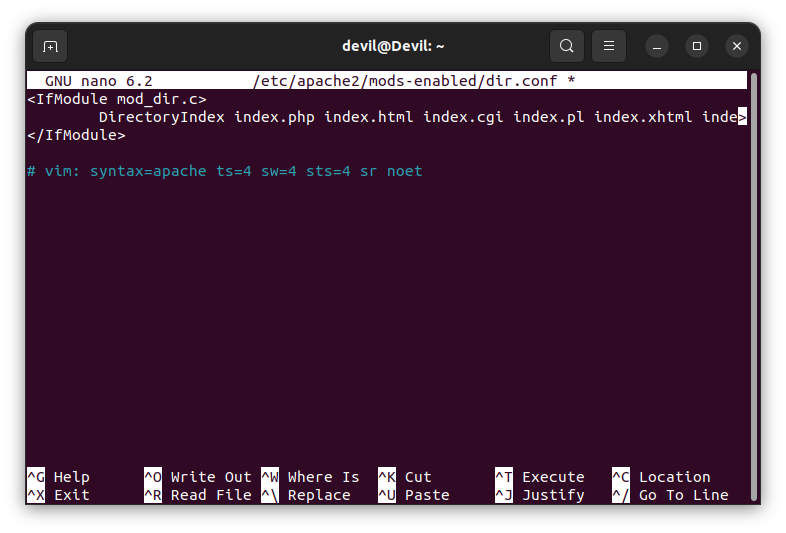 devil@Devil: ~
GNU nano 6.2 /etc/apache2/mods-enabled/dir.conf *
<IfModule mod_dir.c>
DirectoryIndex index.php index.html index.cgi index.pl index.xhtml inde>
</IfModule>
# vim: syntax=apache ts=4 sw=4 sts=4 sr noet
^G Help ^O Write Out ^W Where Is ^K Cut ^T Execute ^C Location
^X Exit ^R Read File ^\ Replace ^U Paste ^J Justify ^/ Go To Line